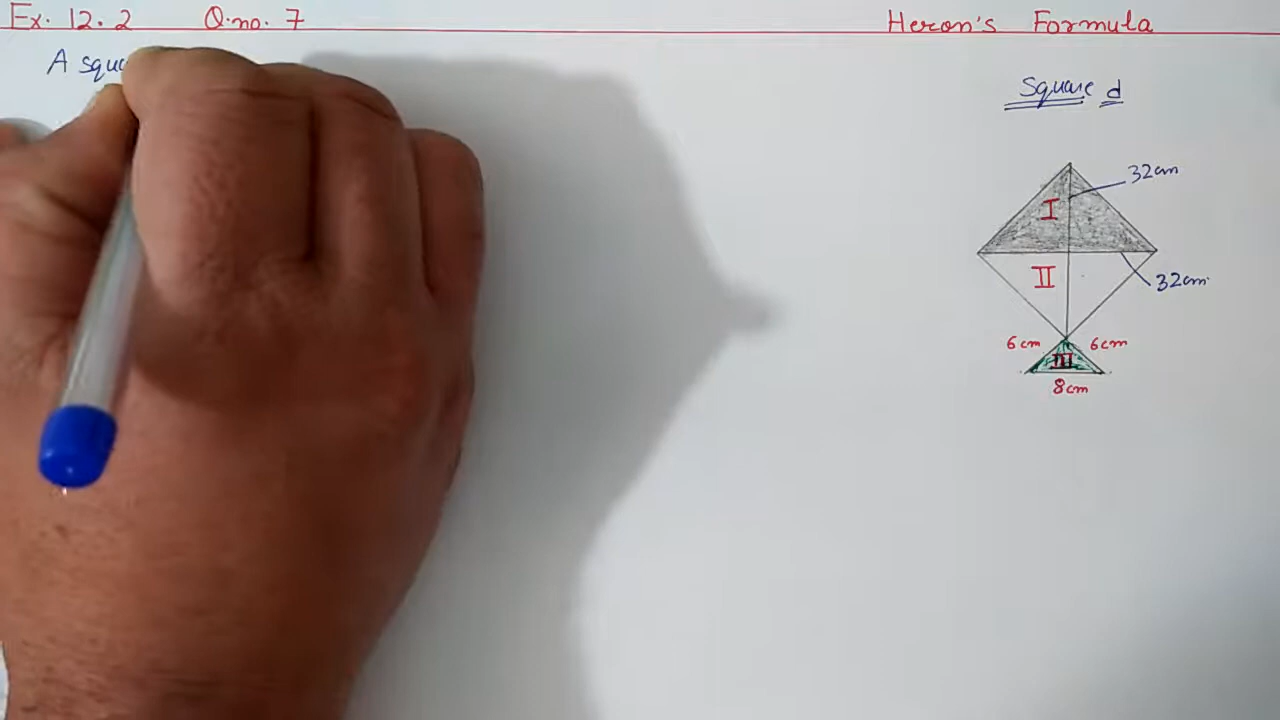 Ex. 12.2 Q.no. 7
Heron's Formula
A squa
Square d
32cm
I
II
32cm
6cm 6cm
III
8cm